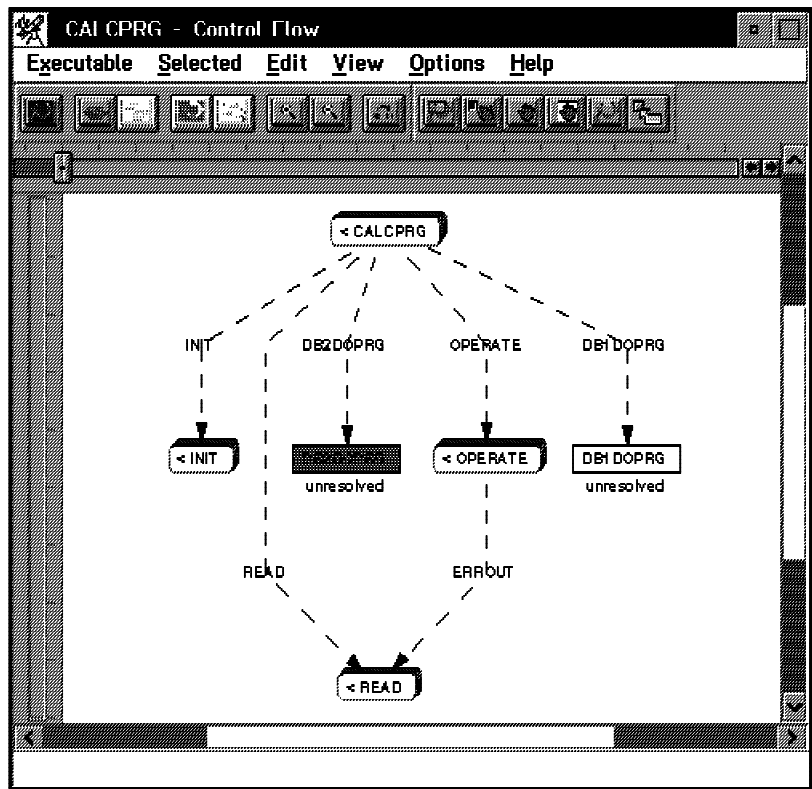 CALCPRG - Control Flow
Executable Selected Edit View Options Help
< CALCPRG
INIT DB2DOPRG OPERATE DB1DOPRG
< INIT < OPERATE DB1DOPRG
unresolved unresolved
READ ERROUT
< READ